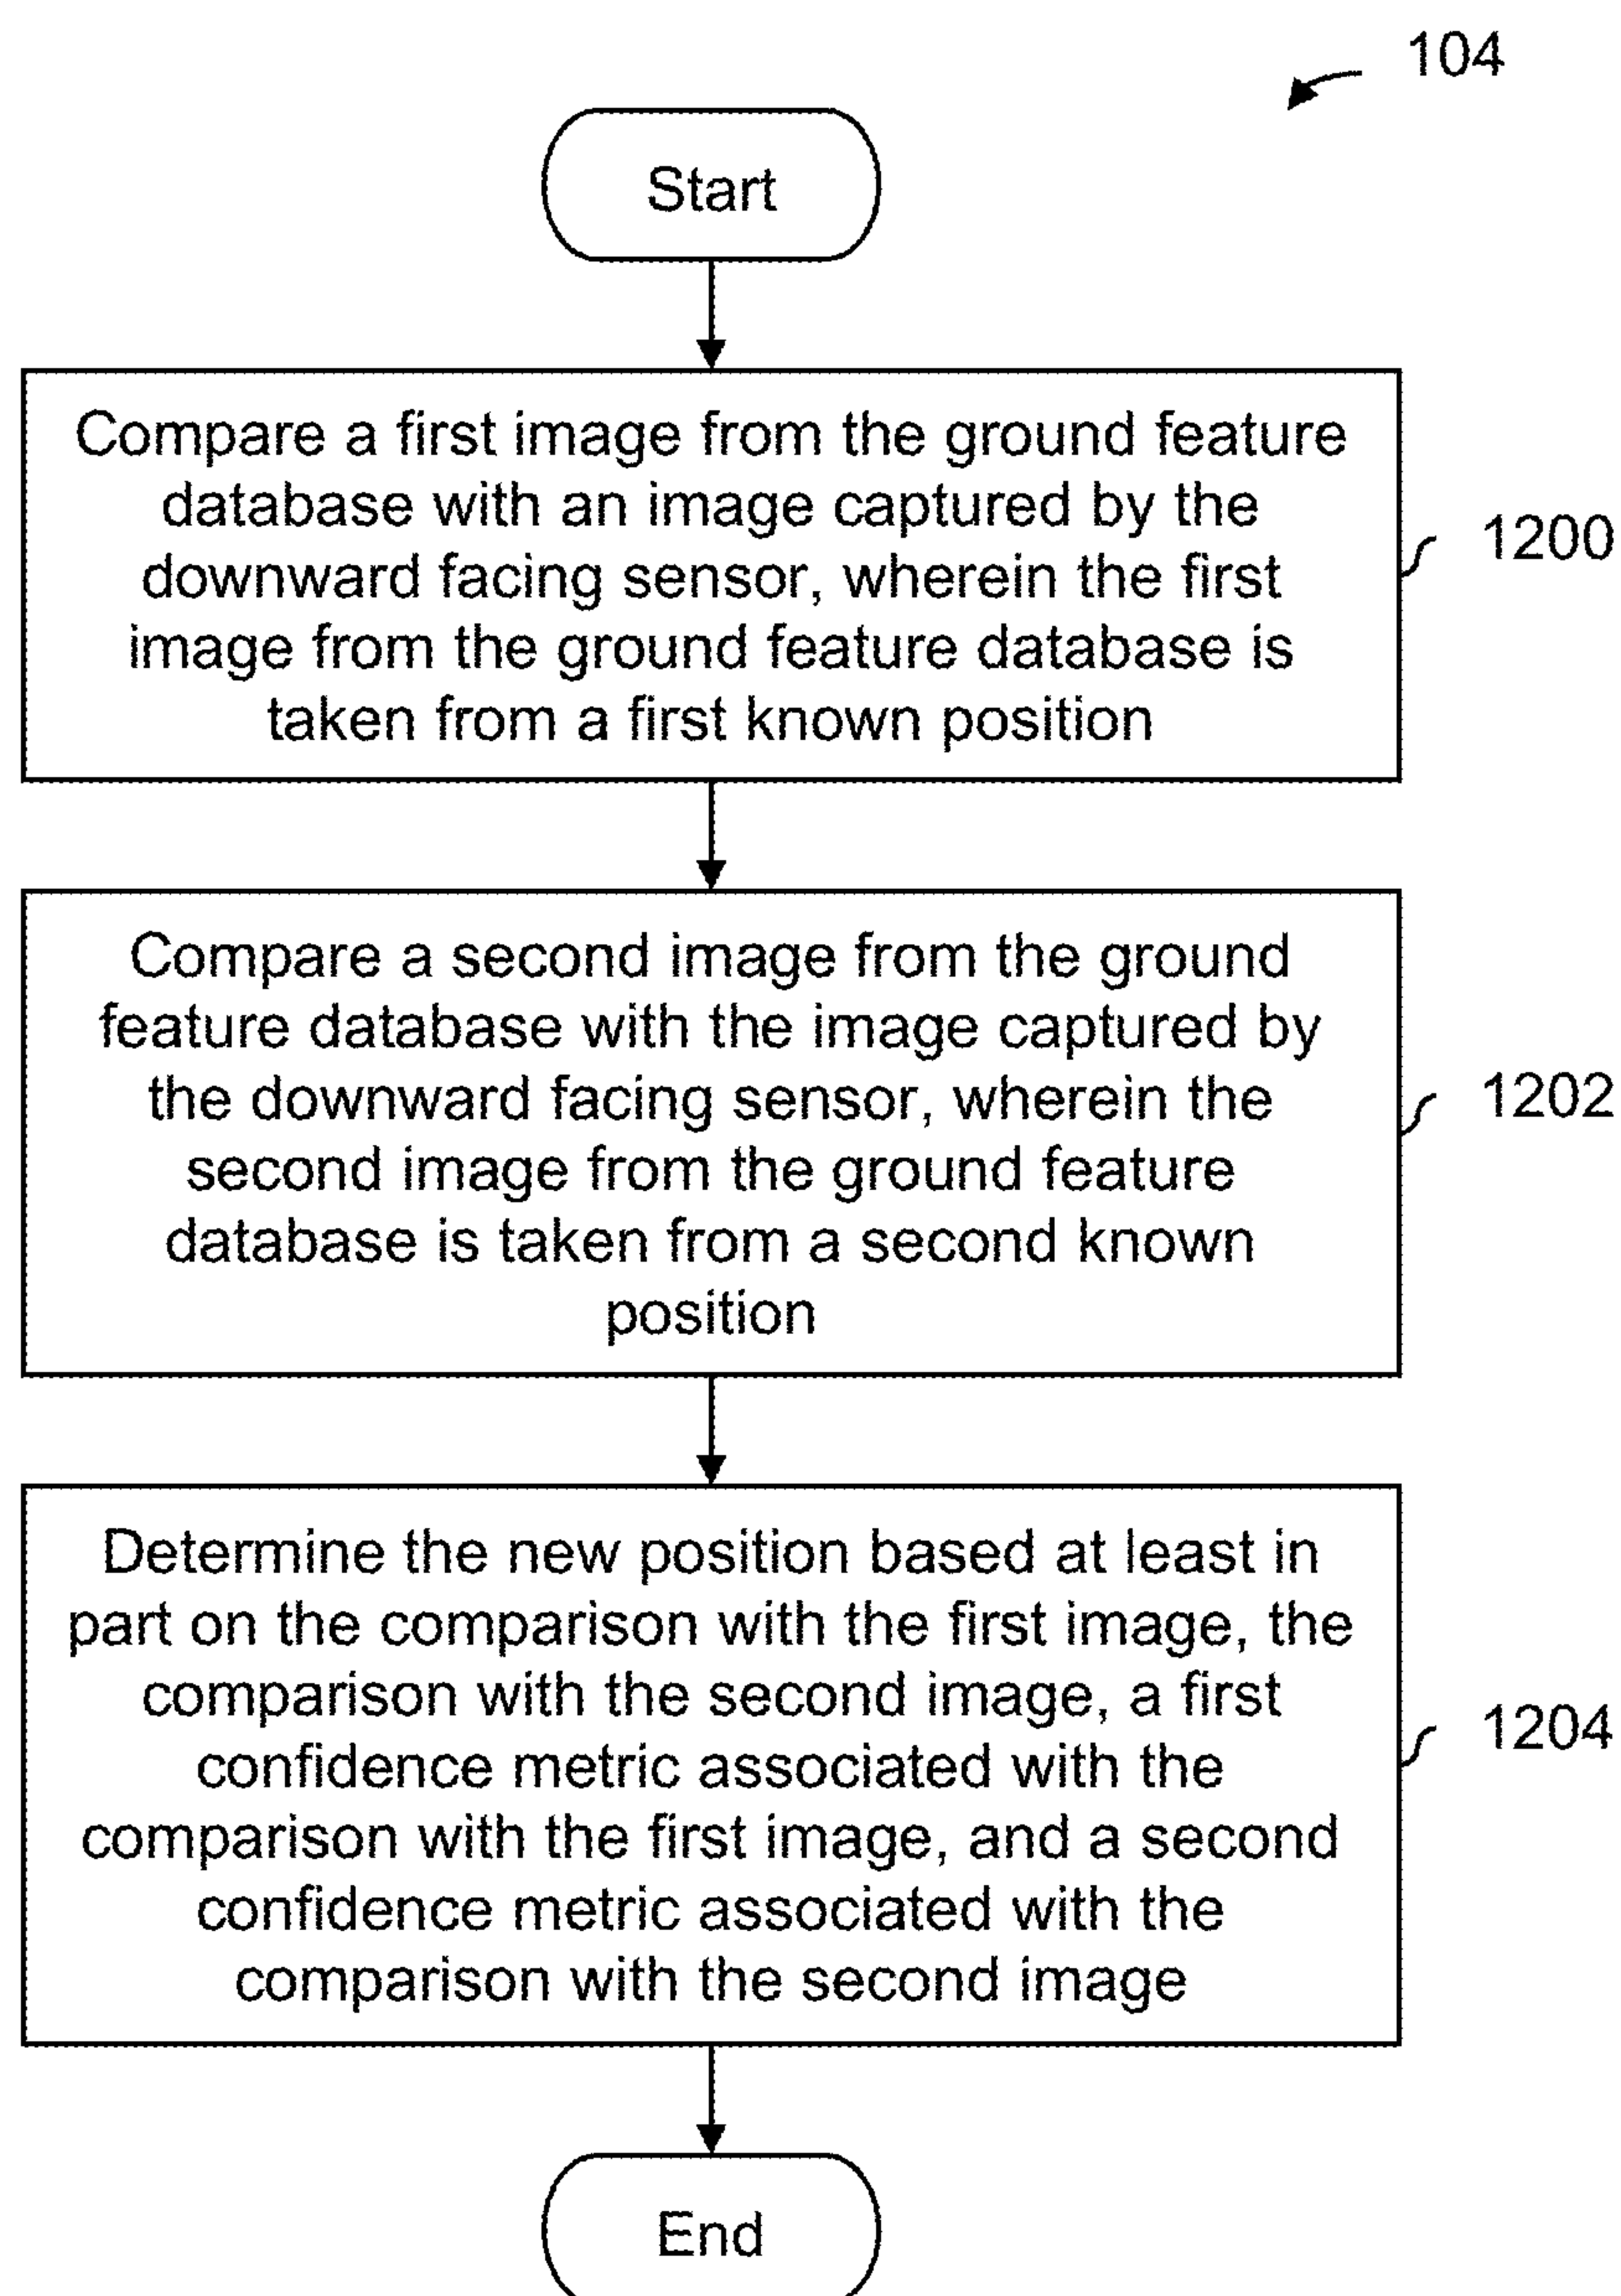 104
Start
Compare a first image from the ground feature
database with an image captured by the
downward facing sensor, wherein the first
image from the ground feature database is
taken from a first known position
1200
Compare a second image from the ground
feature database with the image captured by
the downward facing sensor, wherein the
second image from the ground feature
database is taken from a second known
position
1202
Determine the new position based at least in
part on the comparison with the first image, the
comparison with the second image, a first
confidence metric associated with the
comparison with the first image, and a second
confidence metric associated with the
comparison with the second image
1204
End